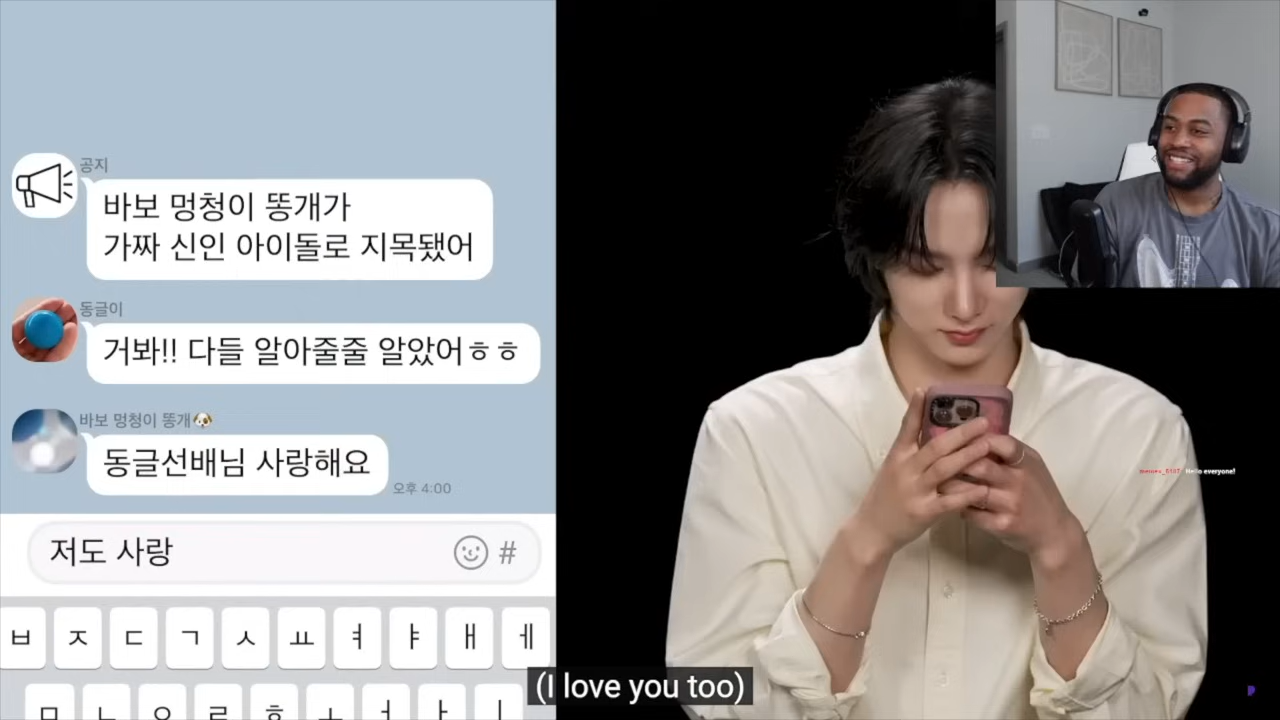 공지
바보 멍청이 똥개가
가짜 신인 아이돌로 지목됐어
동글이
거봐!! 다들 알아줄줄 알았어ㅎㅎ
바보 멍청이 똥개🐶
동글선배님 사랑해요
오후 4:00
저도 사랑
#
ㅂ ㅈ ㄷ ㄱ ㅅ ㅛ ㅕ ㅑ ㅐ ㅔ
ㅁ ㄴ ㅇ ㄹ ㅎ ㅗ ㅓ ㅏ ㅣ
(I love you too)
Hello everyone!